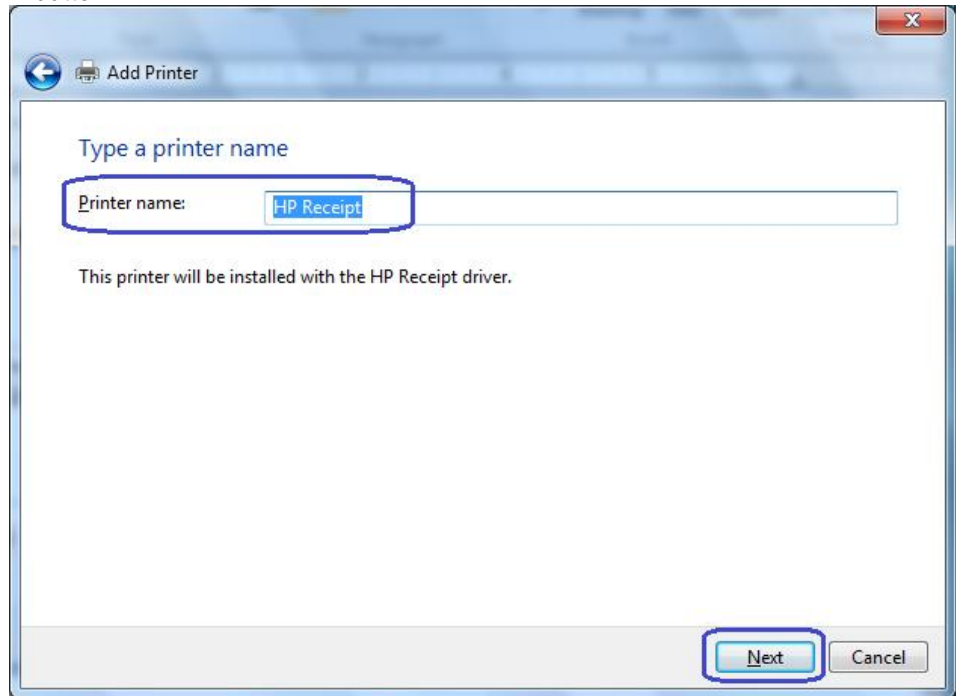 Add Printer
Type a printer name
Printer name: HP Receipt
This printer will be installed with the HP Receipt driver.
Next Cancel